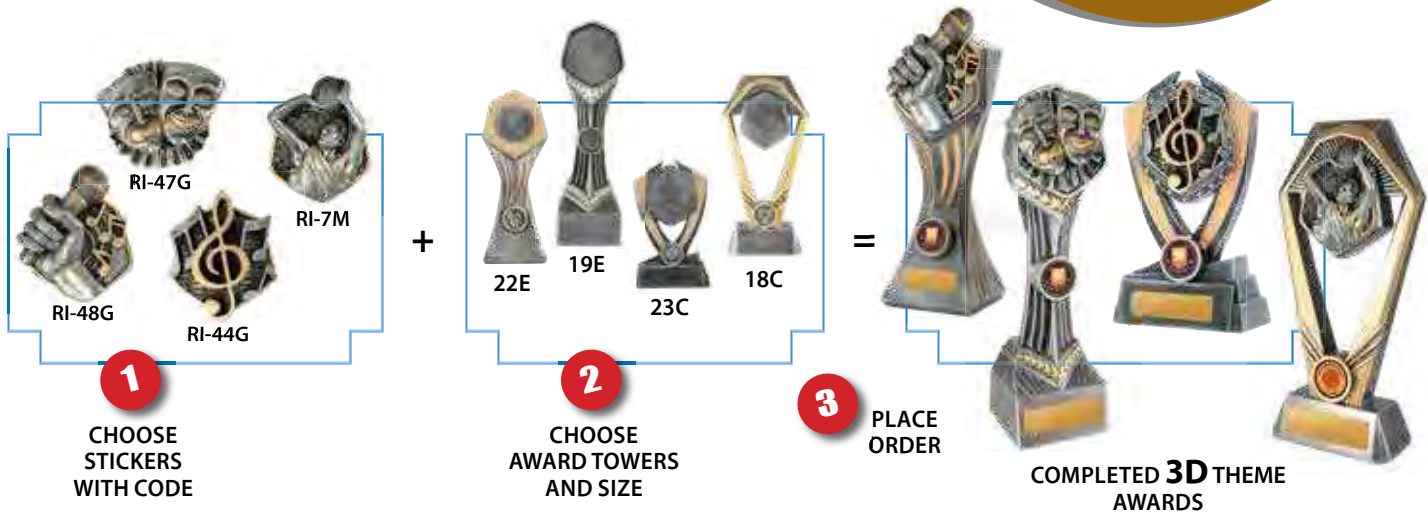 RI-47G
RI-7M
RI-48G
RI-44G
1
CHOOSE
STICKERS
WITH CODE
+
22E
19E
23C
18C
2
CHOOSE
AWARD TOWERS
AND SIZE
=
3
PLACE
ORDER
COMPLETED 3D THEME
AWARDS